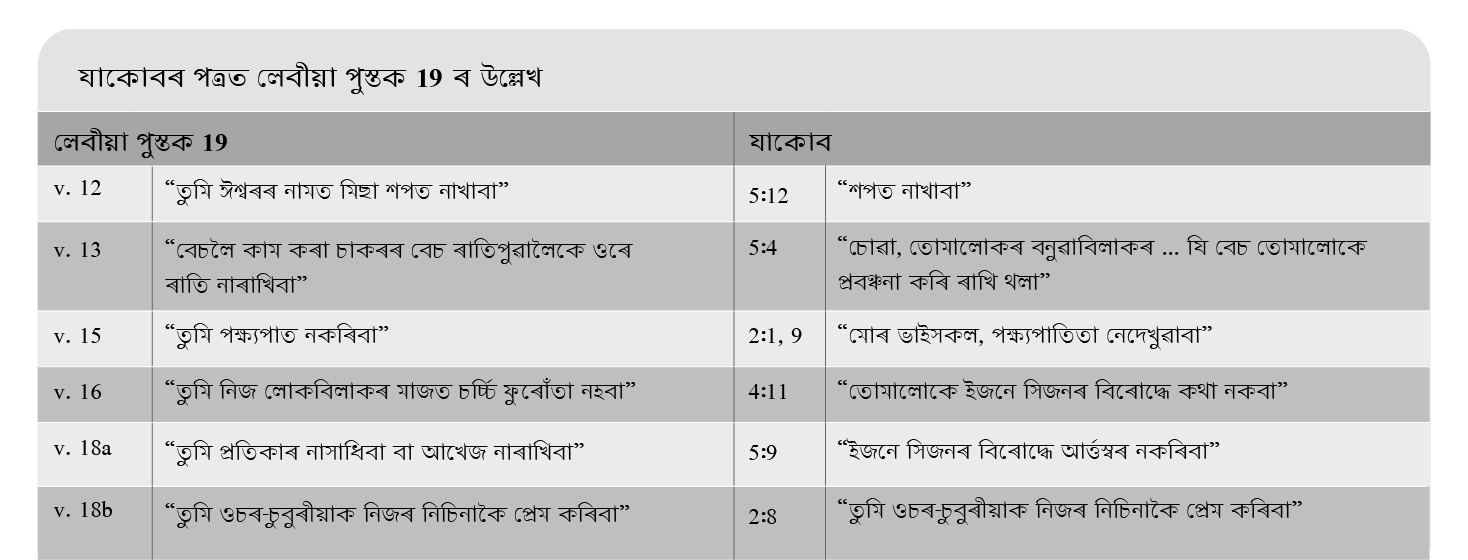 যাকোবৰ পত্ৰত লেবীয়া পুস্তক 19 ৰ উল্লেখ
লেবীয়া পুস্তক 19 যাকোব
v. 12 “তুমি ঈশ্বৰৰ নামত মিছা শপত নাখাবা” 5:12 “শপত নাখাবা”
v. 13 “বেচলৈ কাম কৰা চাকৰৰ বেচ ৰাতিপুৱালৈকে ওৰে 5:4 “চোৱা, তোমালোকৰ বনুৱাবিলাকৰ ... যি বেচ তোমালোকে
ৰাতি নাৰাখিবা” প্ৰবঞ্চনা কৰি ৰাখি থলা”
v. 15 “তুমি পক্ষ্যপাত নকৰিবা” 2:1, 9 “মোৰ ভাইসকল, পক্ষ্যপাতিতা নেদেখুৱাবা”
v. 16 “তুমি নিজ লোকবিলাকৰ মাজত চৰ্চ্চি ফুৰোঁতা নহবা” 4:11 “তোমালোকে ইজনে সিজনৰ বিৰোদ্ধে কথা নকবা”
v. 18a “তুমি প্ৰতিকাৰ নাসাধিবা বা আখেজ নাৰাখিবা” 5:9 “ইজনে সিজনৰ বিৰোদ্ধে আৰ্ত্তস্বৰ নকৰিবা”
v. 18b “তুমি ওচৰ-চুবুৰীয়াক নিজৰ নিচিনাকৈ প্ৰেম কৰিবা” 2:8 “তুমি ওচৰ-চুবুৰীয়াক নিজৰ নিচিনাকৈ প্ৰেম কৰিবা”